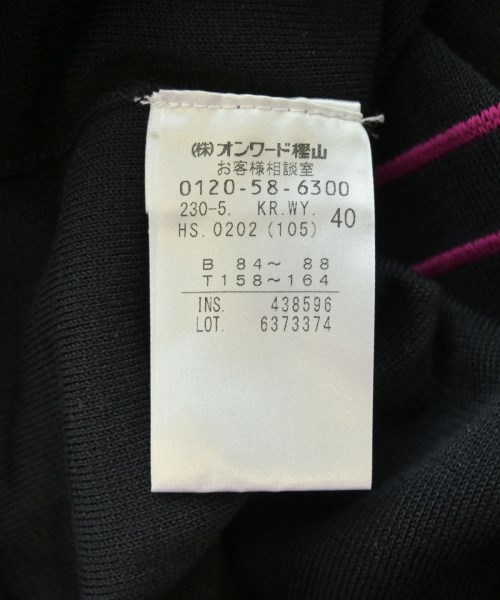 (株)オンワード樫山
お客様相談室
0120-58-6300
230-5. KR.WY. 40
HS.0202(105)
B 84～ 88
T 158～164
INS. 438596
LOT. 6373374